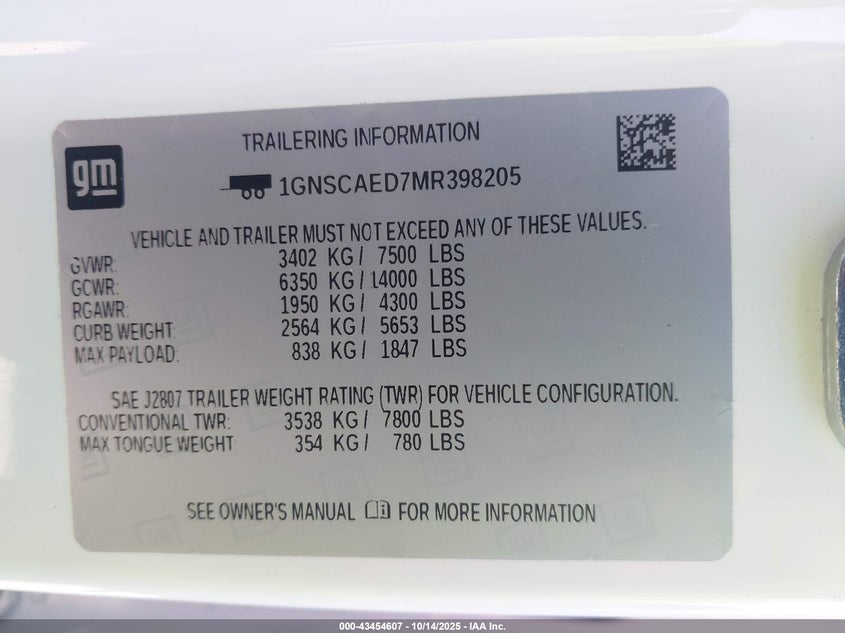 gm
TRAILERING INFORMATION
1GNSCAED7MR398205
VEHICLE AND TRAILER MUST NOT EXCEED ANY OF THESE VALUES.
GVWR: 3402 KG / 7500 LBS
GCWR: 6350 KG / 14000 LBS
RGAWR: 1950 KG / 4300 LBS
CURB WEIGHT: 2564 KG / 5653 LBS
MAX PAYLOAD: 838 KG / 1847 LBS
SAE J2807 TRAILER WEIGHT RATING (TWR) FOR VEHICLE CONFIGURATION.
CONVENTIONAL TWR: 3538 KG / 7800 LBS
MAX TONGUE WEIGHT 354 KG / 780 LBS
SEE OWNER'S MANUAL FOR MORE INFORMATION
000-43454607 - 10/14/2025 - IAA Inc.